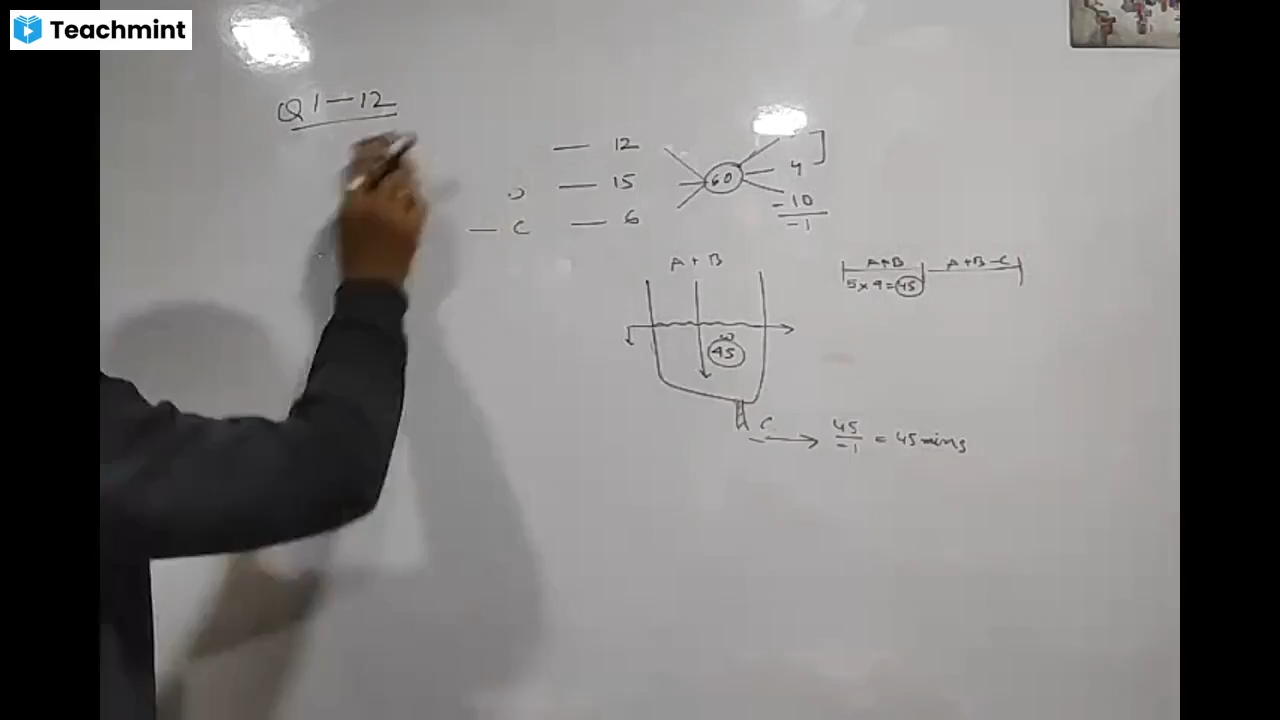 Teachmint
Q1-12
— 12
— 15
— C — 6
60
4
-10
-1
A + B
45
C
A+B
5 x 9 = 45
A+B-C
45/-1 = 45 mins